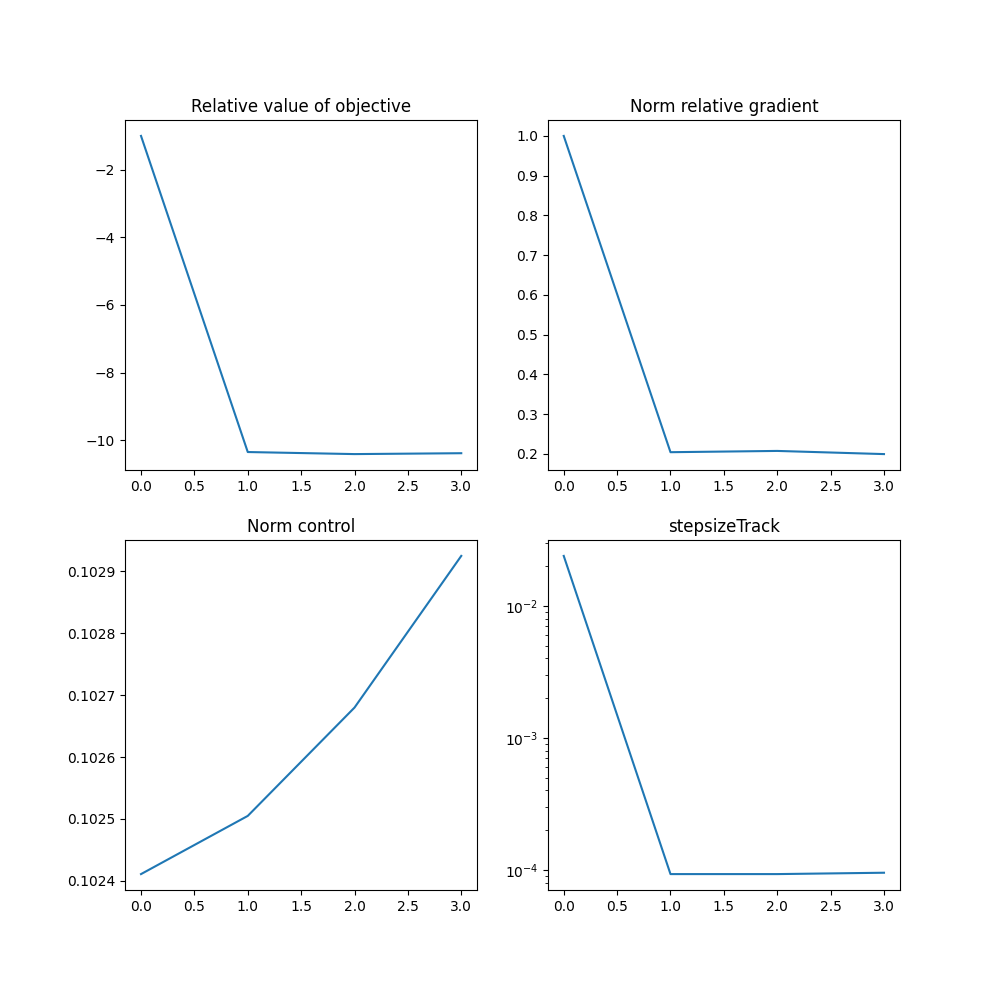 Relative value of objective
−2
−4
−6
−8
−10
0.0 0.5 1.0 1.5 2.0 2.5 3.0
Norm relative gradient
1.0
0.9
0.8
0.7
0.6
0.5
0.4
0.3
0.2
0.0 0.5 1.0 1.5 2.0 2.5 3.0
Norm control
0.1029
0.1028
0.1027
0.1026
0.1025
0.1024
0.0 0.5 1.0 1.5 2.0 2.5 3.0
stepsizeTrack
10⁻²
10⁻³
10⁻⁴
0.0 0.5 1.0 1.5 2.0 2.5 3.0